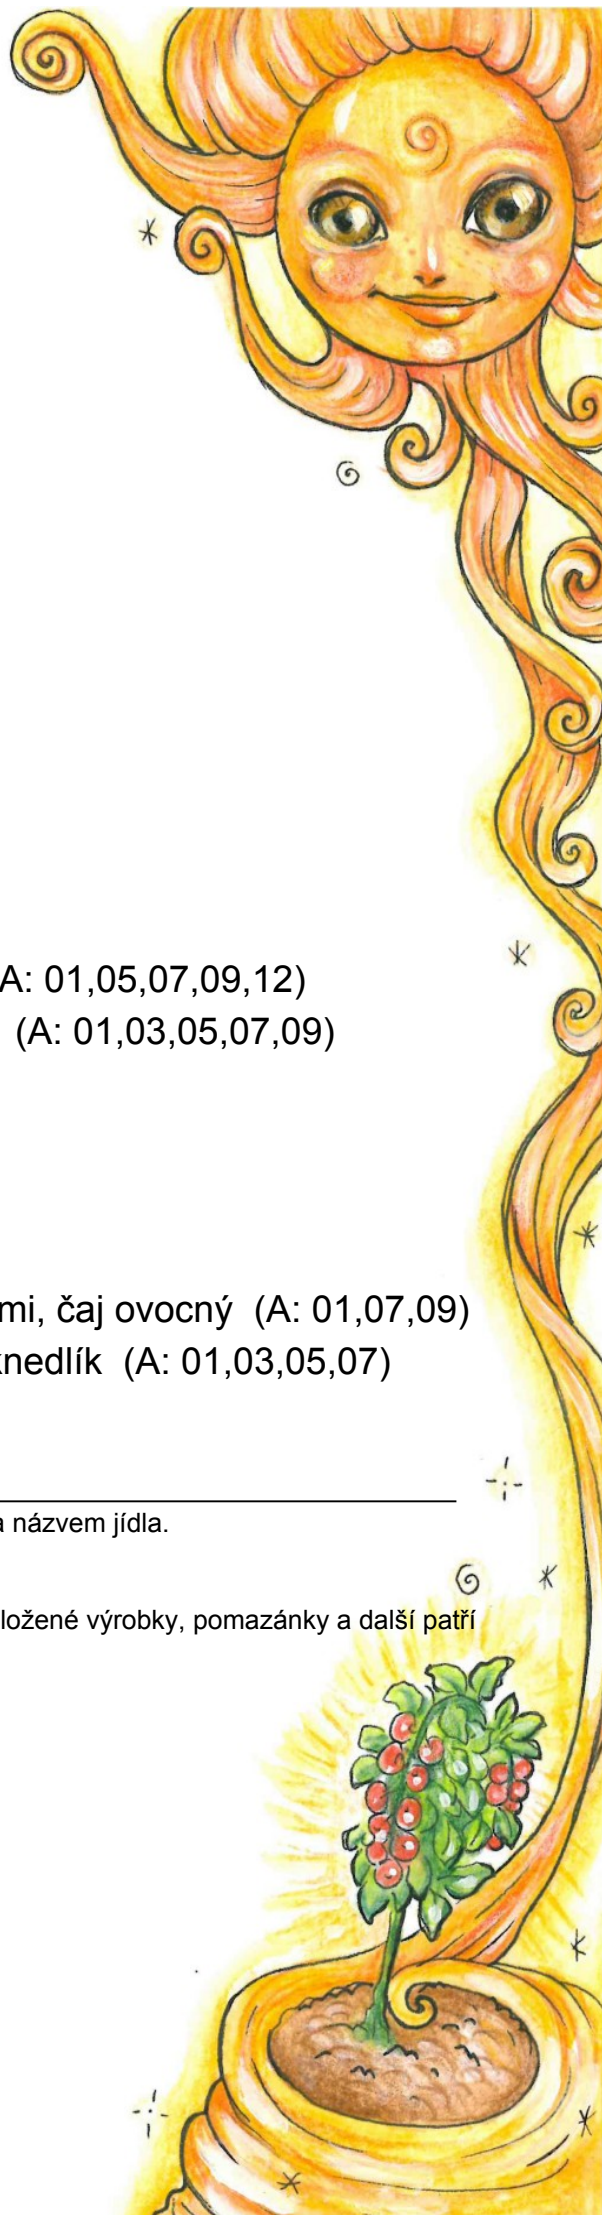 A: 01,05,07,09,12)
(A: 01,03,05,07,09)
mi, čaj ovocný (A: 01,07,09)
knedlík (A: 01,03,05,07)
a názvem jídla.
ložené výrobky, pomazánky a další patří